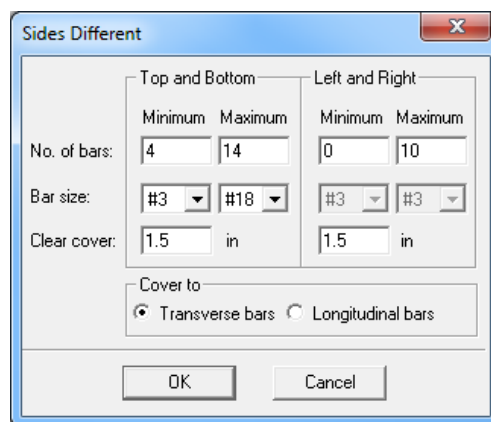 Sides Different
Top and Bottom Left and Right
Minimum Maximum Minimum Maximum
No. of bars: 4 14 0 10
Bar size: #3 #18 #3 #3
Clear cover: 1.5 in 1.5 in
Cover to
Transverse bars Longitudinal bars
OK Cancel